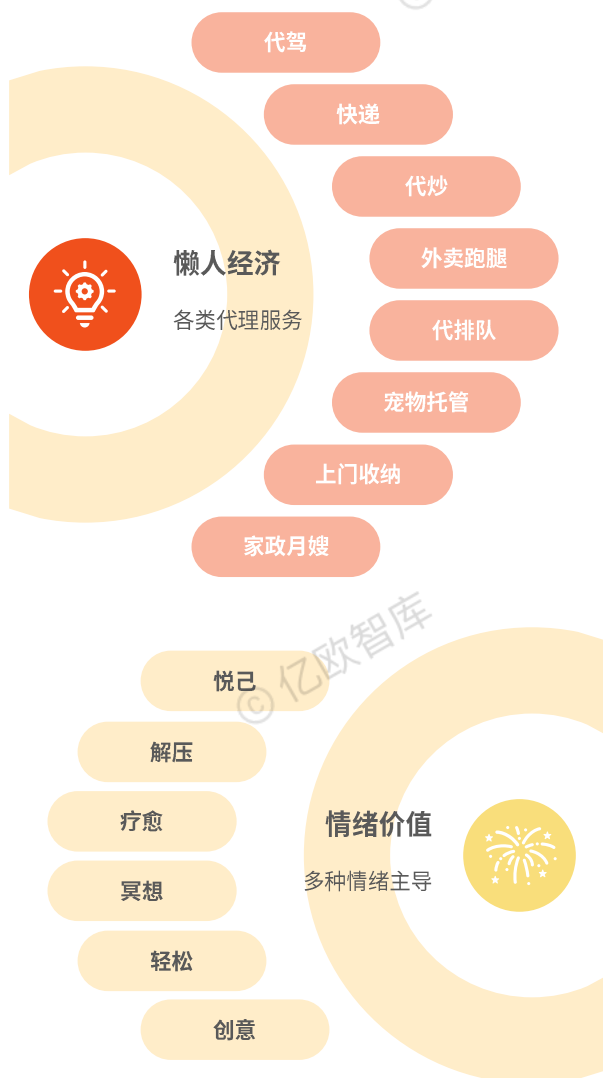 代驾
快递
代炒
外卖跑腿
代排队
宠物托管
上门收纳
家政月嫂
懒人经济
各类代理服务
© 亿欧智库
悦己
解压
疗愈
冥想
轻松
创意
情绪价值
多种情绪主导